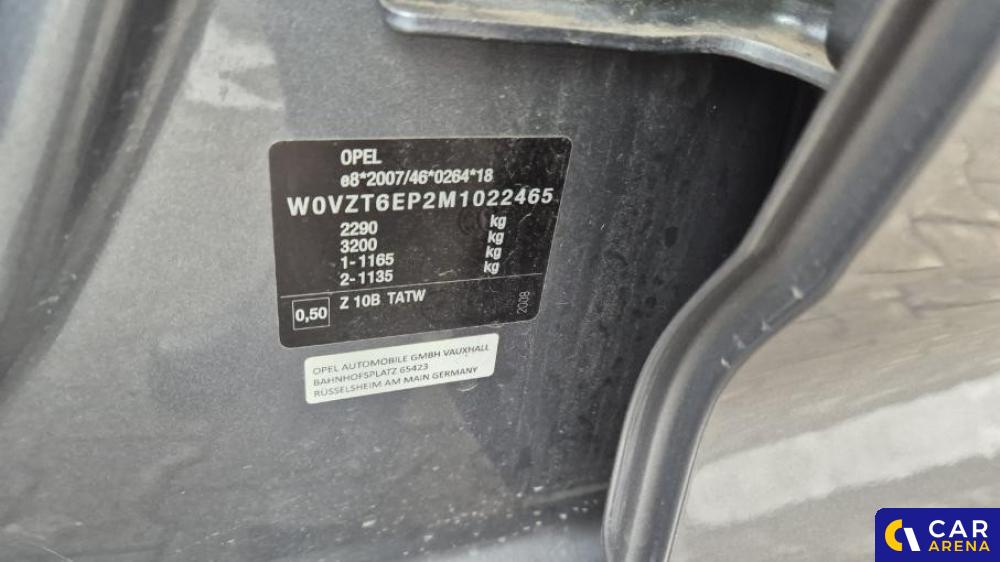 OPEL
e8*2007/46*0264*18
W0VZT6EP2M1022465
2290 kg
3200 kg
1-1165 kg
2-1135 kg
0,50 Z 10B TATW
2008
OPEL AUTOMOBILE GMBH VAUXHALL
BAHNHOFSPLATZ 65423
RÜSSELSHEIM AM MAIN GERMANY
CAR
ARENA